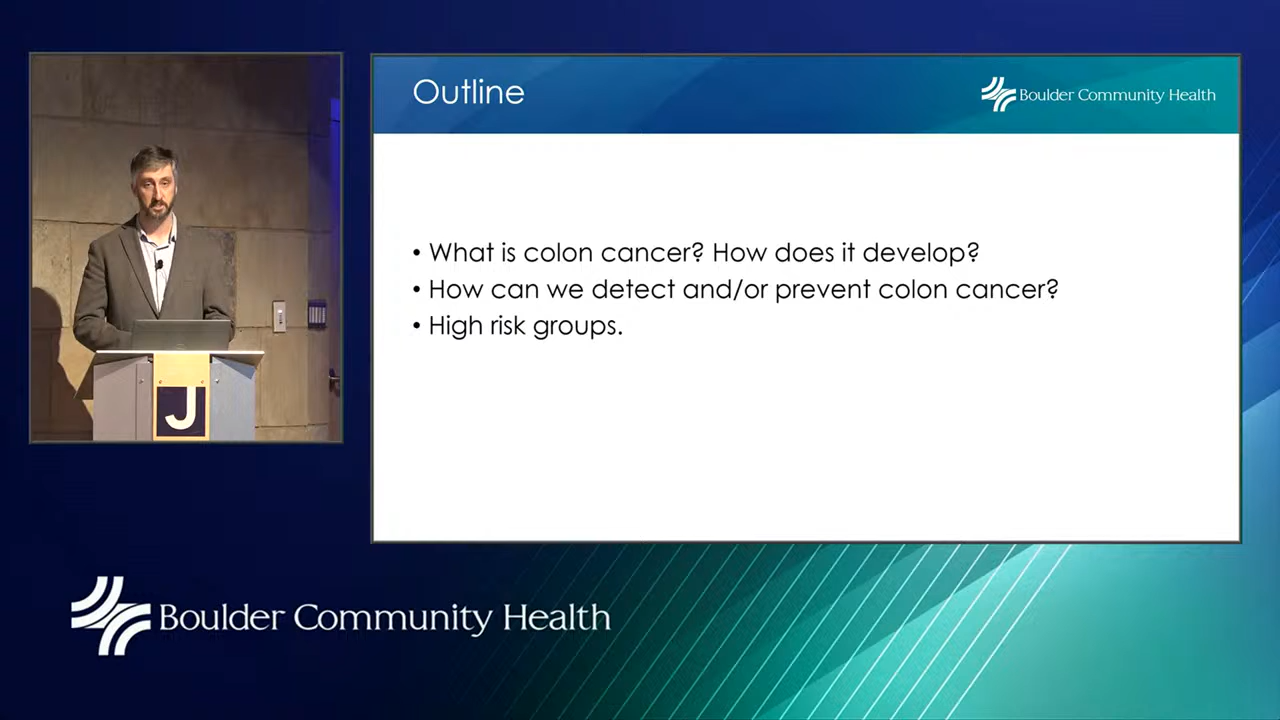 Outline
Boulder Community Health
• What is colon cancer? How does it develop?
• How can we detect and/or prevent colon cancer?
• High risk groups.
J
Boulder Community Health